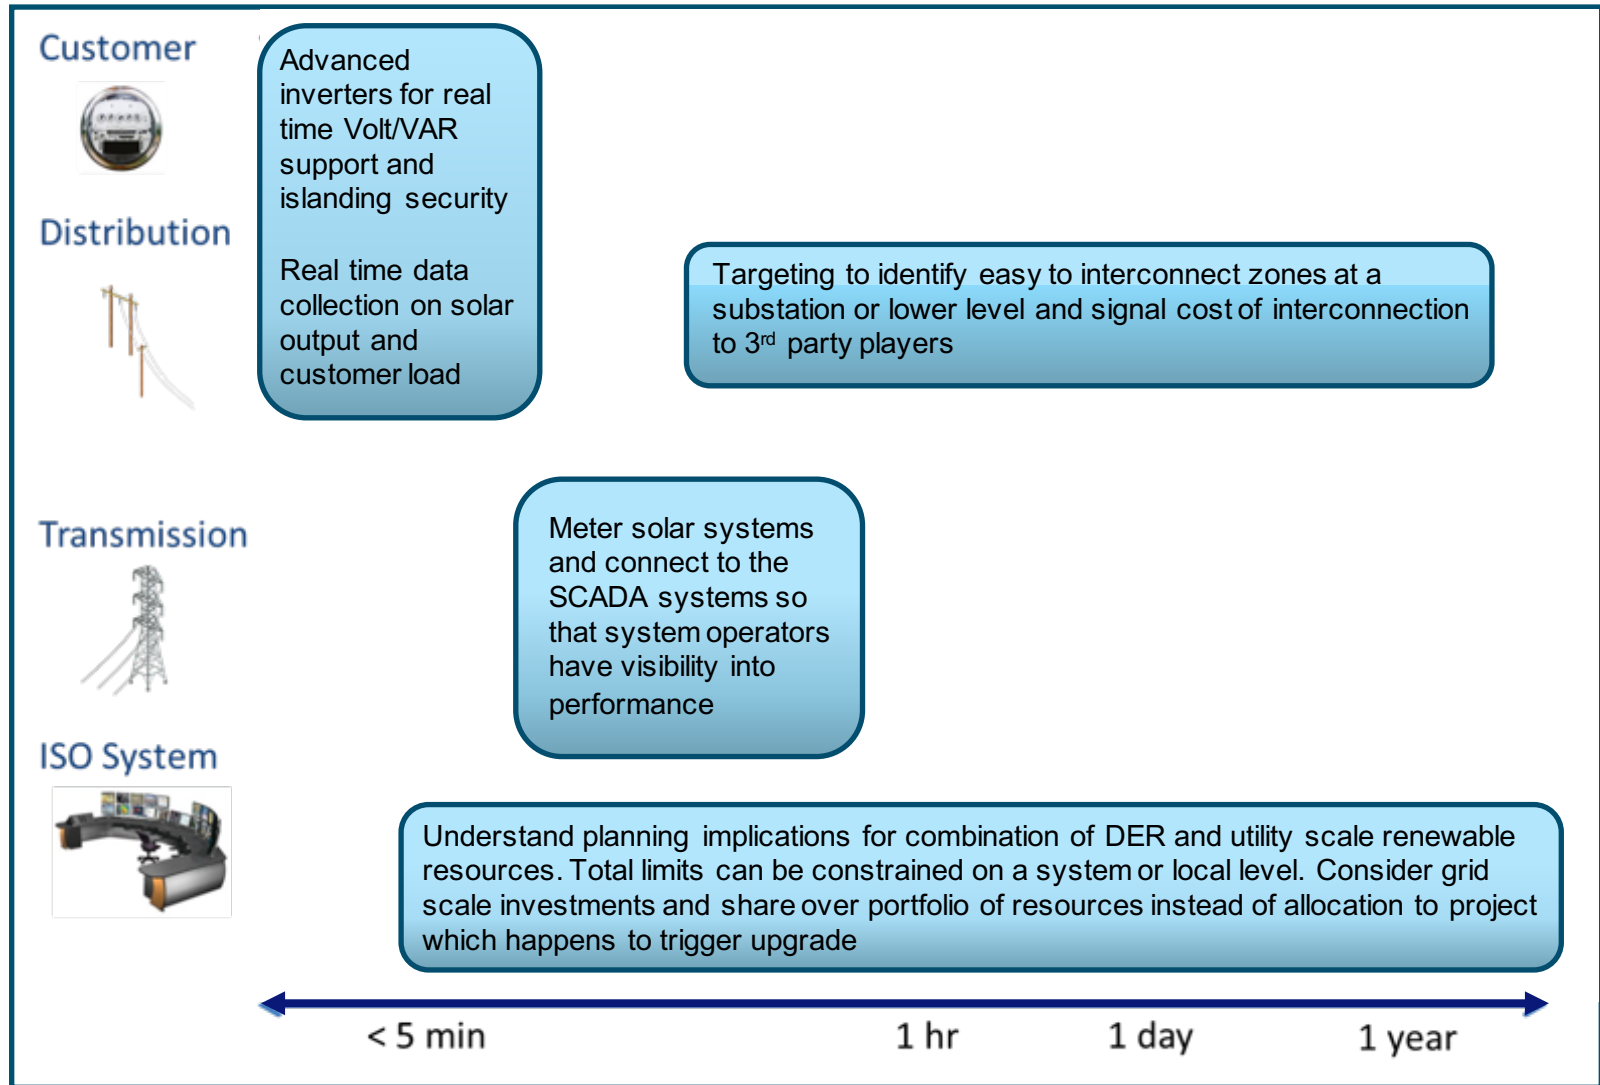 Customer
Advanced
inverters for real
time Volt/VAR
support and
islanding security
Real time data
collection on solar
output and
customer load
Distribution
Targeting to identify easy to interconnect zones at a
substation or lower level and signal cost of interconnection
to 3rd party players
Transmission
Meter solar systems
and connect to the
SCADA systems so
that system operators
have visibility into
performance
ISO System
Understand planning implications for combination of DER and utility scale renewable
resources. Total limits can be constrained on a system or local level. Consider grid
scale investments and share over portfolio of resources instead of allocation to project
which happens to trigger upgrade
< 5 min
1 hr
1 day
1 year